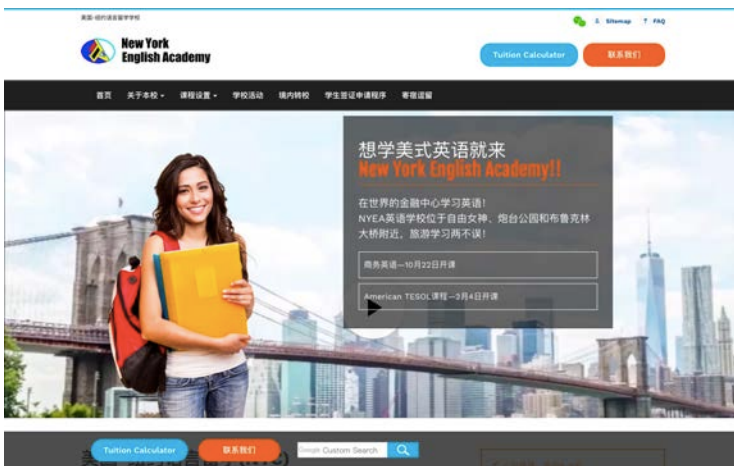 美国-纽约语言留学学校
Sitemap ? FAQ
New York
English Academy
Tuition Calculator
联系我们
首页 关于本校 课程设置 学校活动 境内转校 学生签证申请程序 寄宿逗留
想学美式英语就来
New York English Academy!!
在世界的金融中心学习英语!
NYEA英语学校位于自由女神、炮台公园和布鲁克林
大桥附近，旅游学习两不误!
商务英语—10月22日开课
American TESOL课程—3月4日开课
Tuition Calculator
联系我们
Google Custom Search